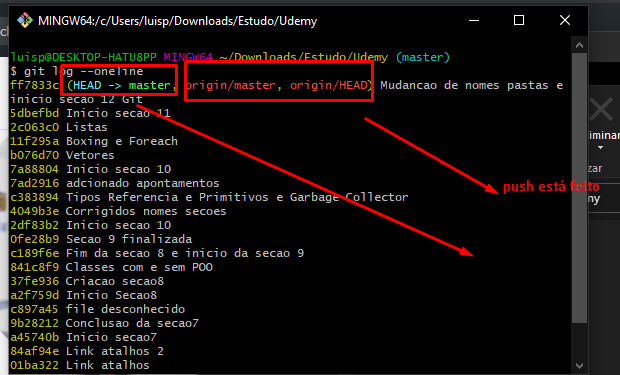 MINGW64:/c/Users/luisp/Downloads/Estudo/Udemy
luisp@DESKTOP-HATU8PP MINGW64 ~/Downloads/Estudo/Udemy (master)
$ git log --oneline
ff7833c (HEAD -> master, origin/master, origin/HEAD) Mudancao de nomes pastas e
inicio secao 12 Git
5dbefbd Inicio secao 11
2c063c0 Listas
11f295a Boxing e Foreach
b076d70 Vetores
7a88804 Inicio secao 10
7ad2916 adcionado apontamentos
c383894 Tipos Referencia e Primitivos e Garbage Collector
4049b3e Corrigidos nomes secoes
2df83b2 Inicio secao 10
0fe28b9 Secao 9 finalizada
c189f6e Fim da secao 8 e inicio da secao 9
841c8f9 Classes com e sem POO
37fe936 Criacao secao8
a2f759d Inicio Secao8
c897a45 file desconhecido
9b28212 Conclusao da secao7
a45740b Inicio secao7
84af94e Link atalhos 2
01ba322 Link atalhos
push está feito
iminar
zar
my